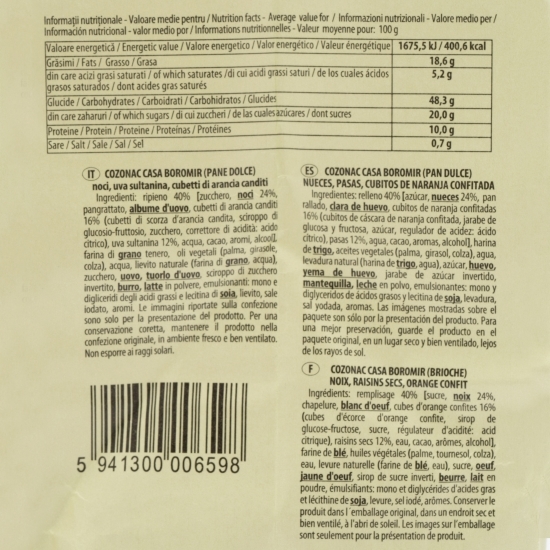 Informații nutriționale - Valoare medie pentru / Nutrition facts - Average value for / Informazioni nutrizionali - Valore medio per /
Información nutricional - valor medio por / Informations nutritionnelles - Valeur moyenne pour: 100 g
Valoare energetică / Energetic value / Valore energetico / Valor energético / Valeur énergétique 1675,5 kJ / 400,6 kcal
Grăsimi / Fats / Grasso / Grasa 18,6 g
din care acizi grasi saturati / of which saturates /di cui acidi grassi saturi / de los cuales ácidos 5,2 g
grasos saturados / dont acides gras saturés
Glucide / Carbohydrates / Carboidrati / Carbohidratos / Glucides 48,3 g
din care zaharuri / of which sugars / di cui zuccheri / de las cuales azúcares / dont sucres 20,0 g
Proteine / Protein / Proteine / Proteínas / Protéines 10,0 g
Sare / Salt / Sale / Sal / Sel 0,7 g
IT COZONAC CASA BOROMIR (PANE DOLCE)
noci, uva sultanina, cubetti di arancia canditi
Ingredienti: ripieno 40% [zucchero, noci 24%,
pangrattato, albume d'uovo, cubetti di arancia canditi
16% (cubetti di scorza d'arancia candita, sciroppo di
glucosio-fruttosio, zucchero, correttore di acidità: acido
citrico), uva sultanina 12%, acqua, cacao, aromi, alcool],
farina di grano tenero, oli vegetali (palma, girasole,
colza), acqua, lievito naturale (farina di grano, acqua),
zucchero, uovo, tuorlo d'uovo, sciroppo di zucchero
invertito, burro, latte in polvere, emulsionanti: mono e
digliceridi degli acidi grassi e lecitina di soia, lievito, sale
iodato, aromi. Le immagini riportate sulla confezione
sono solo per la presentazione del prodotto. Per una
conservazione coretta, mantenere il prodotto nella
confezione originale, in ambiente fresco e ben ventilato.
Non esporre ai raggi solari.
5 941300 006598
ES COZONAC CASA BOROMIR (PAN DULCE)
NUECES, PASAS, CUBITOS DE NARANJA CONFITADA
Ingredientes: relleno 40% [azúcar, nueces 24%, pan
rallado, clara de huevo, cubitos de naranja confitadas
16% (cubitos de cáscara de naranja confitada, jarabe de
glucosa y fructosa, azúcar, regulador de acidez: ácido
cítrico), pasas 12%, agua, cacao, aromas, alcohol], harina
de trigo, aceites vegetales (palma, girasol, colza), agua,
levadura natural (harina de trigo, agua), azúcar, huevo,
yema de huevo, jarabe de azúcar invertido,
mantequilla, leche en polvo, emulsionantes: mono y
diglycéridos de ácidos grasos y lecitina de soja, levadura,
sal yodada, aromas. Las imágenes mostradas sobre el
paquete son sólo por la presentación del producto. Para
una mejor preservación, guarde el producto en el
paquete original, en un lugar seco y bien ventilado, lejos
de los rayos de sol.
F COZONAC CASA BOROMIR (BRIOCHE)
NOIX, RAISINS SECS, ORANGE CONFIT
Ingrédients: remplisage 40% [sucre, noix 24%,
chapelure, blanc d'oeuf, cubes d'orange confites 16%
(cubes d'écorce d'orange confite, sirop de
glucose-fructose, sucre, régulateur d'acidité: acid
citrique), raisins secs 12%, eau, cacao, arômes, alcohol],
farine de blé, huiles végétales (palme, tournesol, colza),
eau, levure naturelle (farine de blé, eau), sucre, oeuf,
jaune d'oeuf, sirop de sucre inverti, beurre, lait en
poudre, émulsifiants: mono et diglycérides d'acides gras
et lécithine de soja, levure, sel iodé, arômes. Conserver le
produit dans l'emballage original, dans un endroit sec et
bien ventilé, à l'abri de soleil. Les images sur l'emballage
sont seulement pour la présentation de produit.